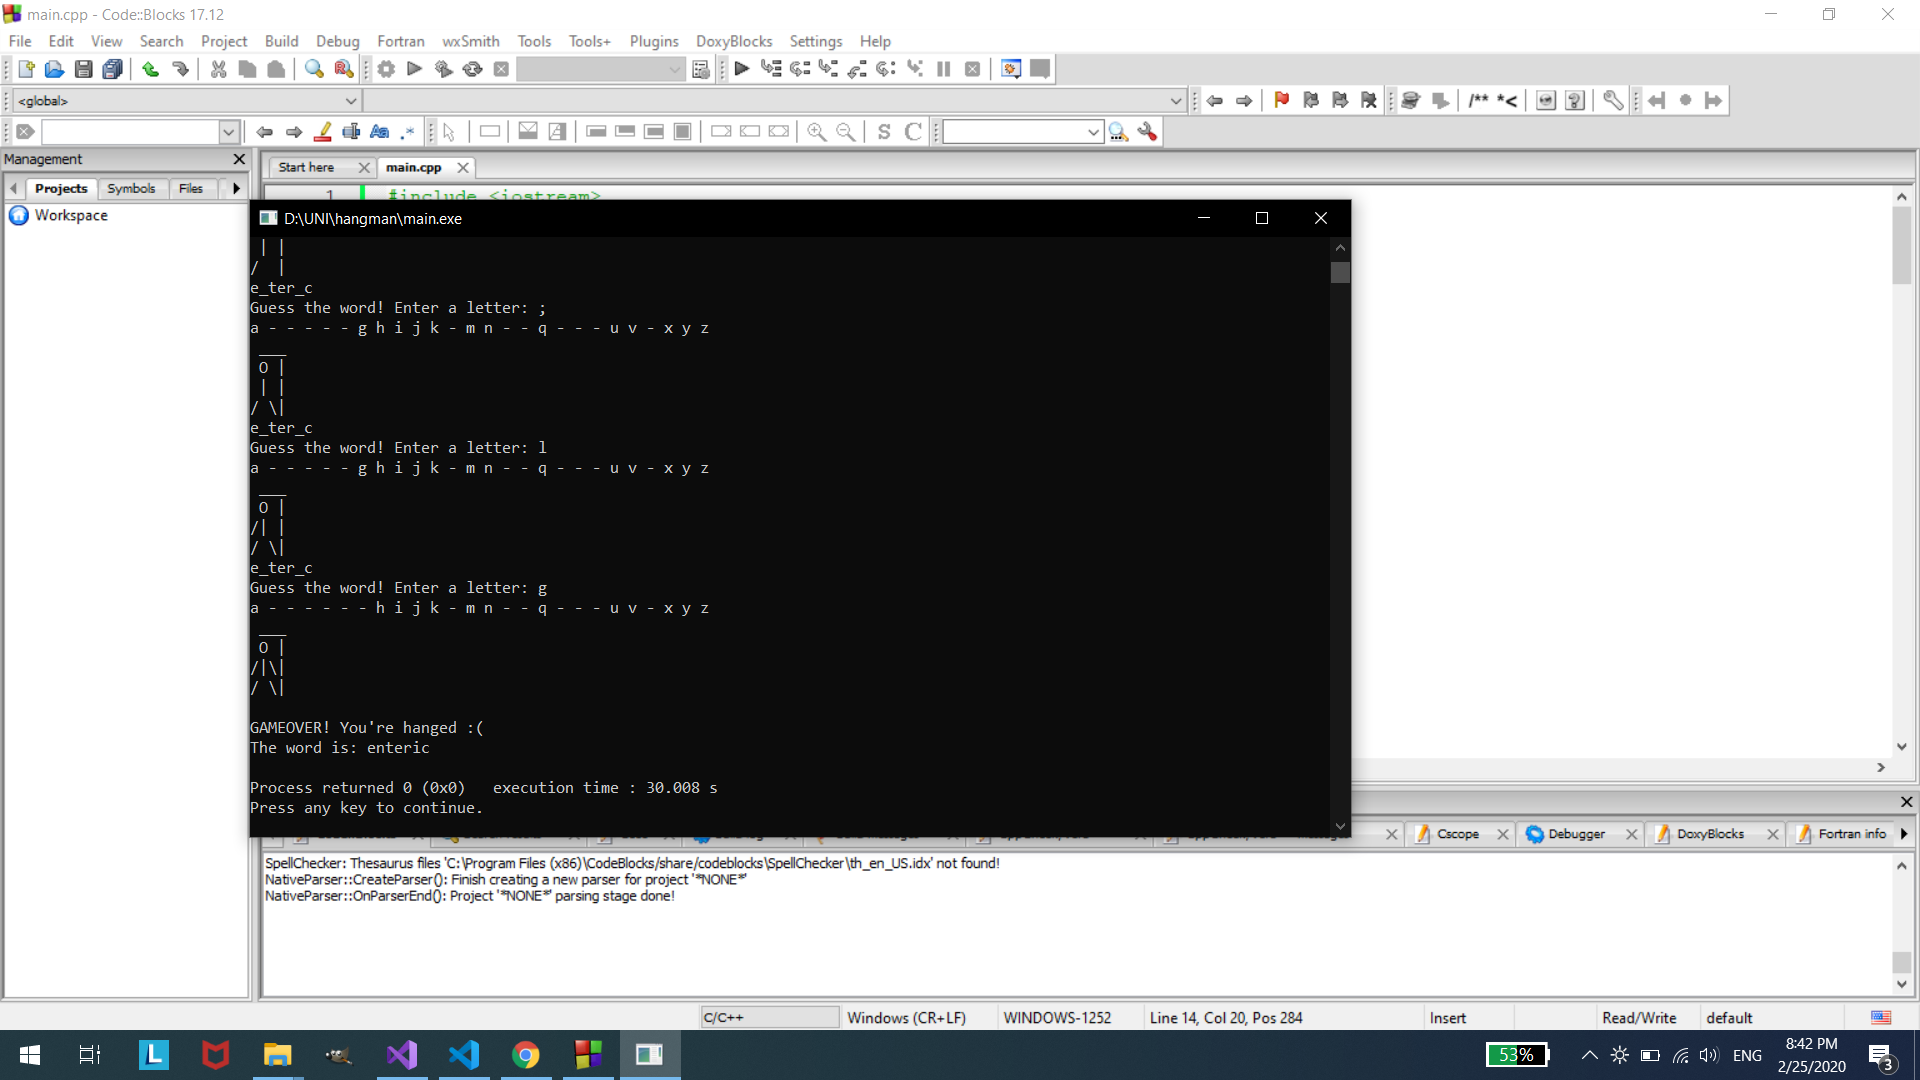 main.cpp - Code::Blocks 17.12
File Edit View Search Project Build Debug Fortran wxSmith Tools Tools+ Plugins DoxyBlocks Settings Help
<global>
/** *<
S C
Management
Start here main.cpp
Projects Symbols Files
1 #include <iostream>
Workspace
D:\UNI\hangman\main.exe
 | |
/  |
e_ter_c
Guess the word! Enter a letter: ;
a - - - - - g h i j k - m n - - q - - - u v - x y z
 ___
 O |
 | |
/ \|
e_ter_c
Guess the word! Enter a letter: l
a - - - - - g h i j k - m n - - q - - - u v - x y z
 ___
 O |
/| |
/ \|
e_ter_c
Guess the word! Enter a letter: g
a - - - - - - h i j k - m n - - q - - - u v - x y z
 ___
 O |
/|\|
/ \|
GAMEOVER! You're hanged :(
The word is: enteric
Process returned 0 (0x0)   execution time : 30.008 s
Press any key to continue.
Cscope Debugger DoxyBlocks Fortran info
SpellChecker: Thesaurus files 'C:\Program Files (x86)\CodeBlocks/share/codeblocks\SpellChecker\th_en_US.idx' not found!
NativeParser::CreateParser(): Finish creating a new parser for project '*NONE*'
NativeParser::OnParserEnd(): Project '*NONE*' parsing stage done!
C/C++ Windows (CR+LF) WINDOWS-1252 Line 14, Col 20, Pos 284 Insert Read/Write default
53% ENG
8:42 PM
2/25/2020
3